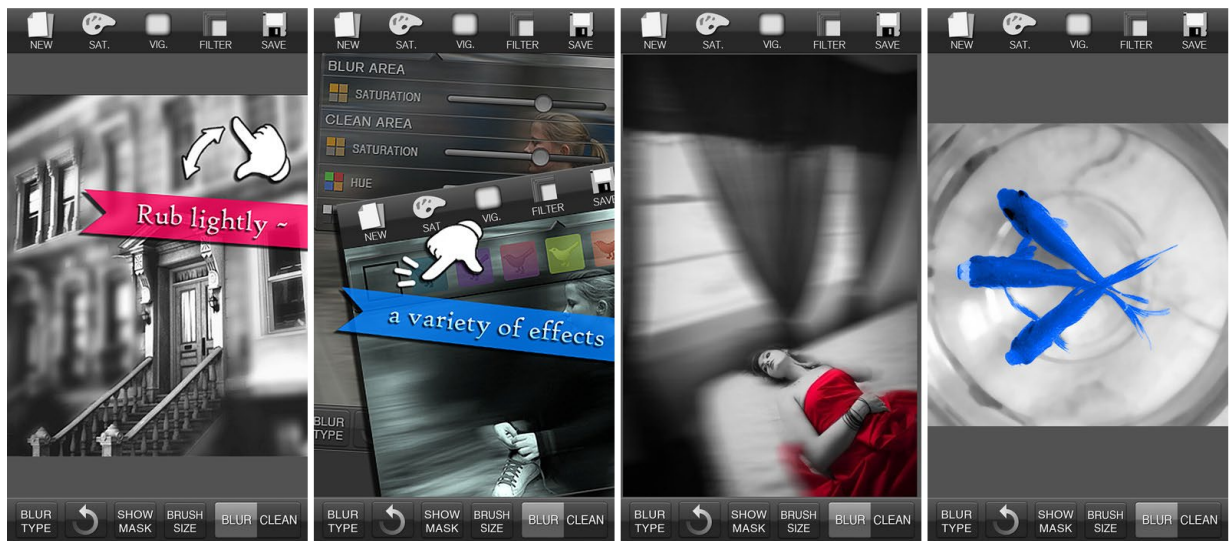 NEW SAT. VIG. FILTER SAVE
Rub lightly ~
BLUR TYPE SHOW MASK BRUSH SIZE BLUR CLEAN
NEW SAT. VIG. FILTER SAVE
BLUR AREA
SATURATION
CLEAN AREA
SATURATION
HUE
NEW SAT VIG. FILTER SAVE
a variety of effects
BLUR TYPE
BLUR TYPE SHOW MASK BRUSH SIZE BLUR CLEAN
NEW SAT. VIG. FILTER SAVE
BLUR TYPE SHOW MASK BRUSH SIZE BLUR CLEAN
NEW SAT. VIG. FILTER SAVE
BLUR TYPE SHOW MASK BRUSH SIZE BLUR CLEAN